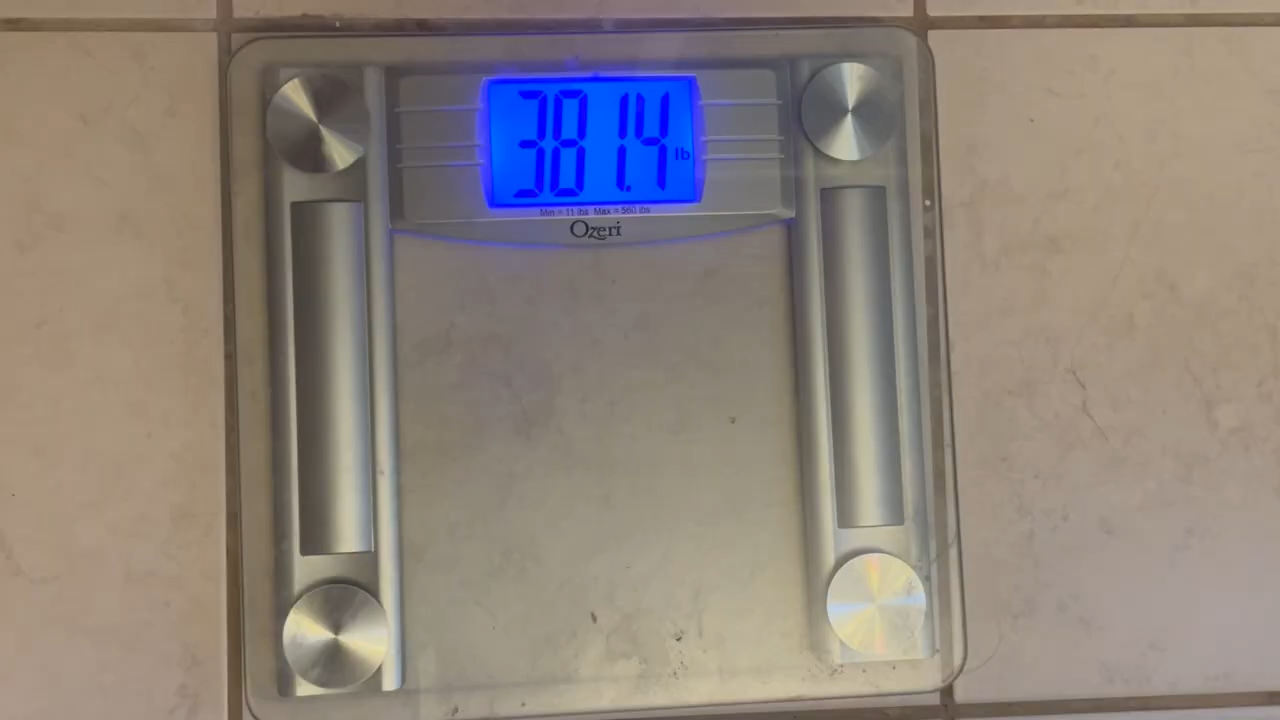 381.4 lb
Min = 11 lbs Max = 560 lbs
Ozeri